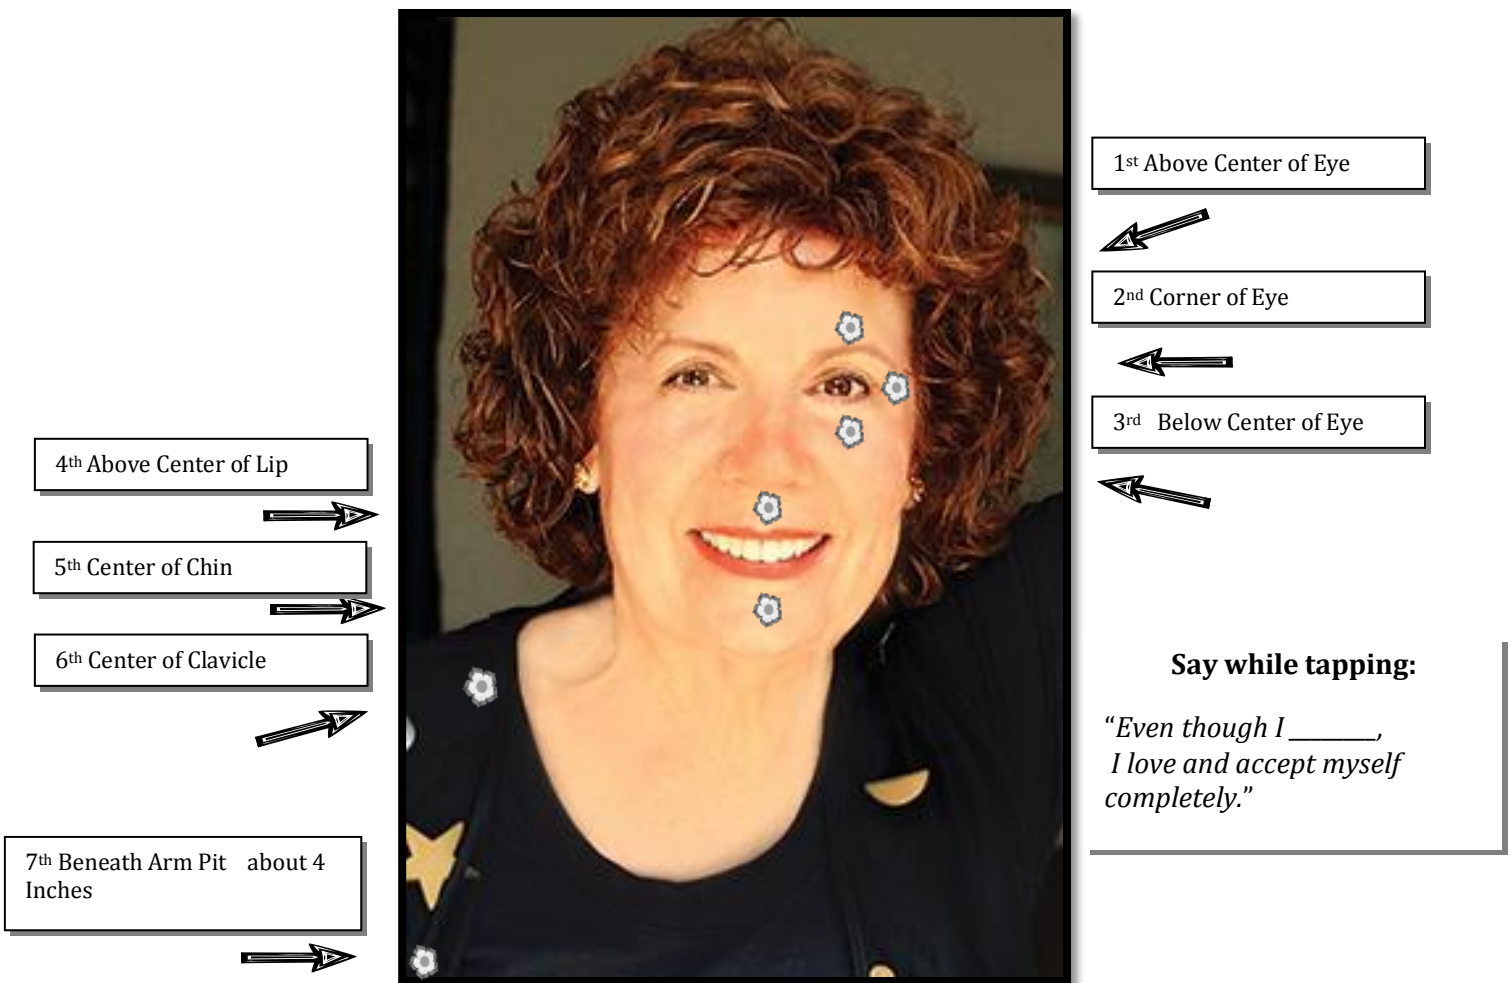 1st Above Center of Eye
2nd Corner of Eye
3rd Below Center of Eye
4th Above Center of Lip
5th Center of Chin
6th Center of Clavicle
7th Beneath Arm Pit about 4
Inches
Say while tapping:
“Even though I ________,
I love and accept myself
completely.”